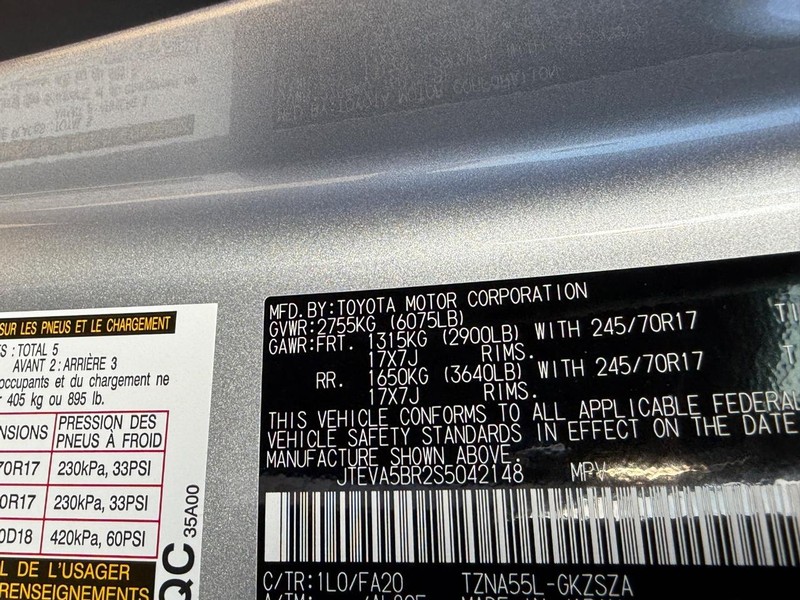 SUR LES PNEUS ET LE CHARGEMENT
: TOTAL 5
AVANT 2 : ARRIÈRE 3
occupants et du chargement ne
405 kg ou 895 lb.
PRESSION DES
PNEUS À FROID
70R17 230kPa, 33PSI
0R17 230kPa, 33PSI
0D18 420kPa, 60PSI
DE L'USAGER
RENSEIGNEMENTS
QC
35A00
MFD.BY:TOYOTA MOTOR CORPORATION
GVWR:2755KG (6075LB)
GAWR:FRT. 1315KG (2900LB) WITH 245/70R17
17X7J RIMS.
RR. 1650KG (3640LB) WITH 245/70R17
17X7J RIMS.
THIS VEHICLE CONFORMS TO ALL APPLICABLE FEDERAL
VEHICLE SAFETY STANDARDS IN EFFECT ON THE DATE
MANUFACTURE SHOWN ABOVE.
JTEVA5BR2S5042148 MPV
C/TR:1L0/FA20 TZNA55L-GKZSZA